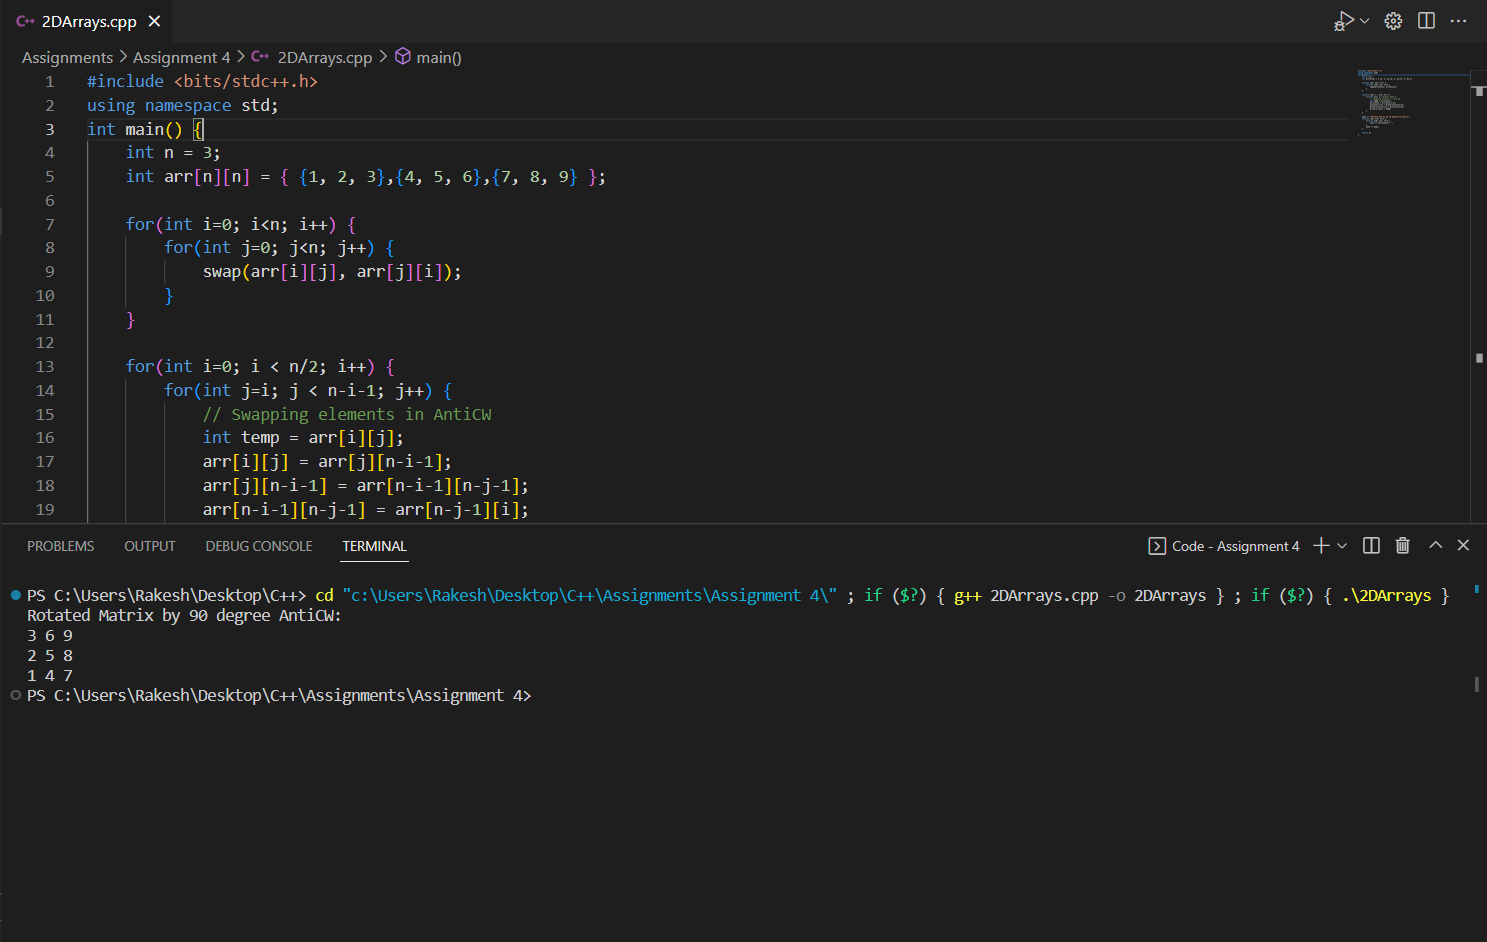 C++ 2DArrays.cpp
Assignments > Assignment 4 > C++ 2DArrays.cpp > main()
1 #include <bits/stdc++.h>
2 using namespace std;
3 int main() {
4 int n = 3;
5 int arr[n][n] = { {1, 2, 3},{4, 5, 6},{7, 8, 9} };
6
7 for(int i=0; i<n; i++) {
8 for(int j=0; j<n; j++) {
9 swap(arr[i][j], arr[j][i]);
10 }
11 }
12
13 for(int i=0; i < n/2; i++) {
14 for(int j=i; j < n-i-1; j++) {
15 // Swapping elements in AntiCW
16 int temp = arr[i][j];
17 arr[i][j] = arr[j][n-i-1];
18 arr[j][n-i-1] = arr[n-i-1][n-j-1];
19 arr[n-i-1][n-j-1] = arr[n-j-1][i];
PROBLEMS OUTPUT DEBUG CONSOLE TERMINAL Code - Assignment 4
PS C:\Users\Rakesh\Desktop\C++> cd "c:\Users\Rakesh\Desktop\C++\Assignments\Assignment 4\" ; if ($?) { g++ 2DArrays.cpp -o 2DArrays } ; if ($?) { .\2DArrays }
Rotated Matrix by 90 degree AntiCW:
3 6 9
2 5 8
1 4 7
PS C:\Users\Rakesh\Desktop\C++\Assignments\Assignment 4>